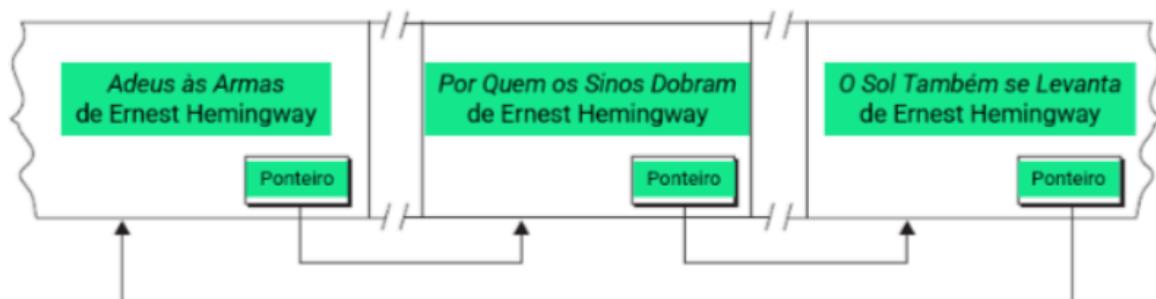 Adeus às Armas
de Ernest Hemingway
Ponteiro
Por Quem os Sinos Dobram
de Ernest Hemingway
Ponteiro
O Sol Também se Levanta
de Ernest Hemingway
Ponteiro